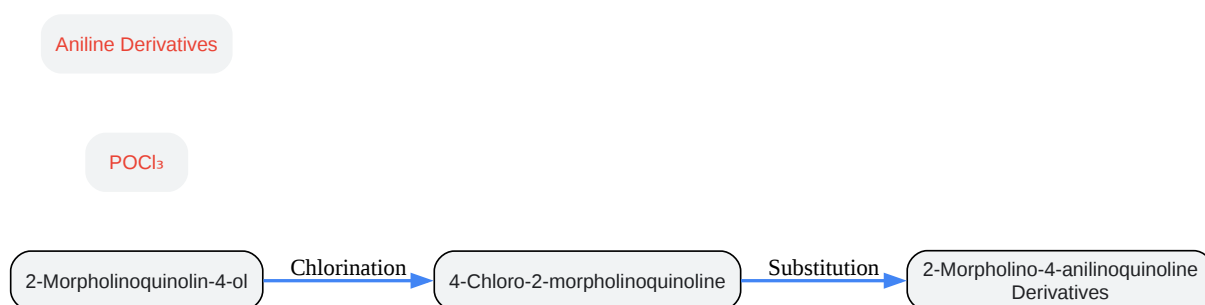 Aniline Derivatives
POCl₃
2-Morpholinoquinolin-4-ol
Chlorination
4-Chloro-2-morpholinoquinoline
Substitution
2-Morpholino-4-anilinoquinoline
Derivatives